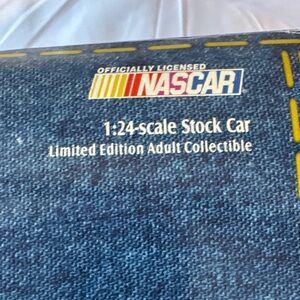 OFFICIALLY LICENSED
NASCAR
1:24-scale Stock Car
Limited Edition Adult Collectible